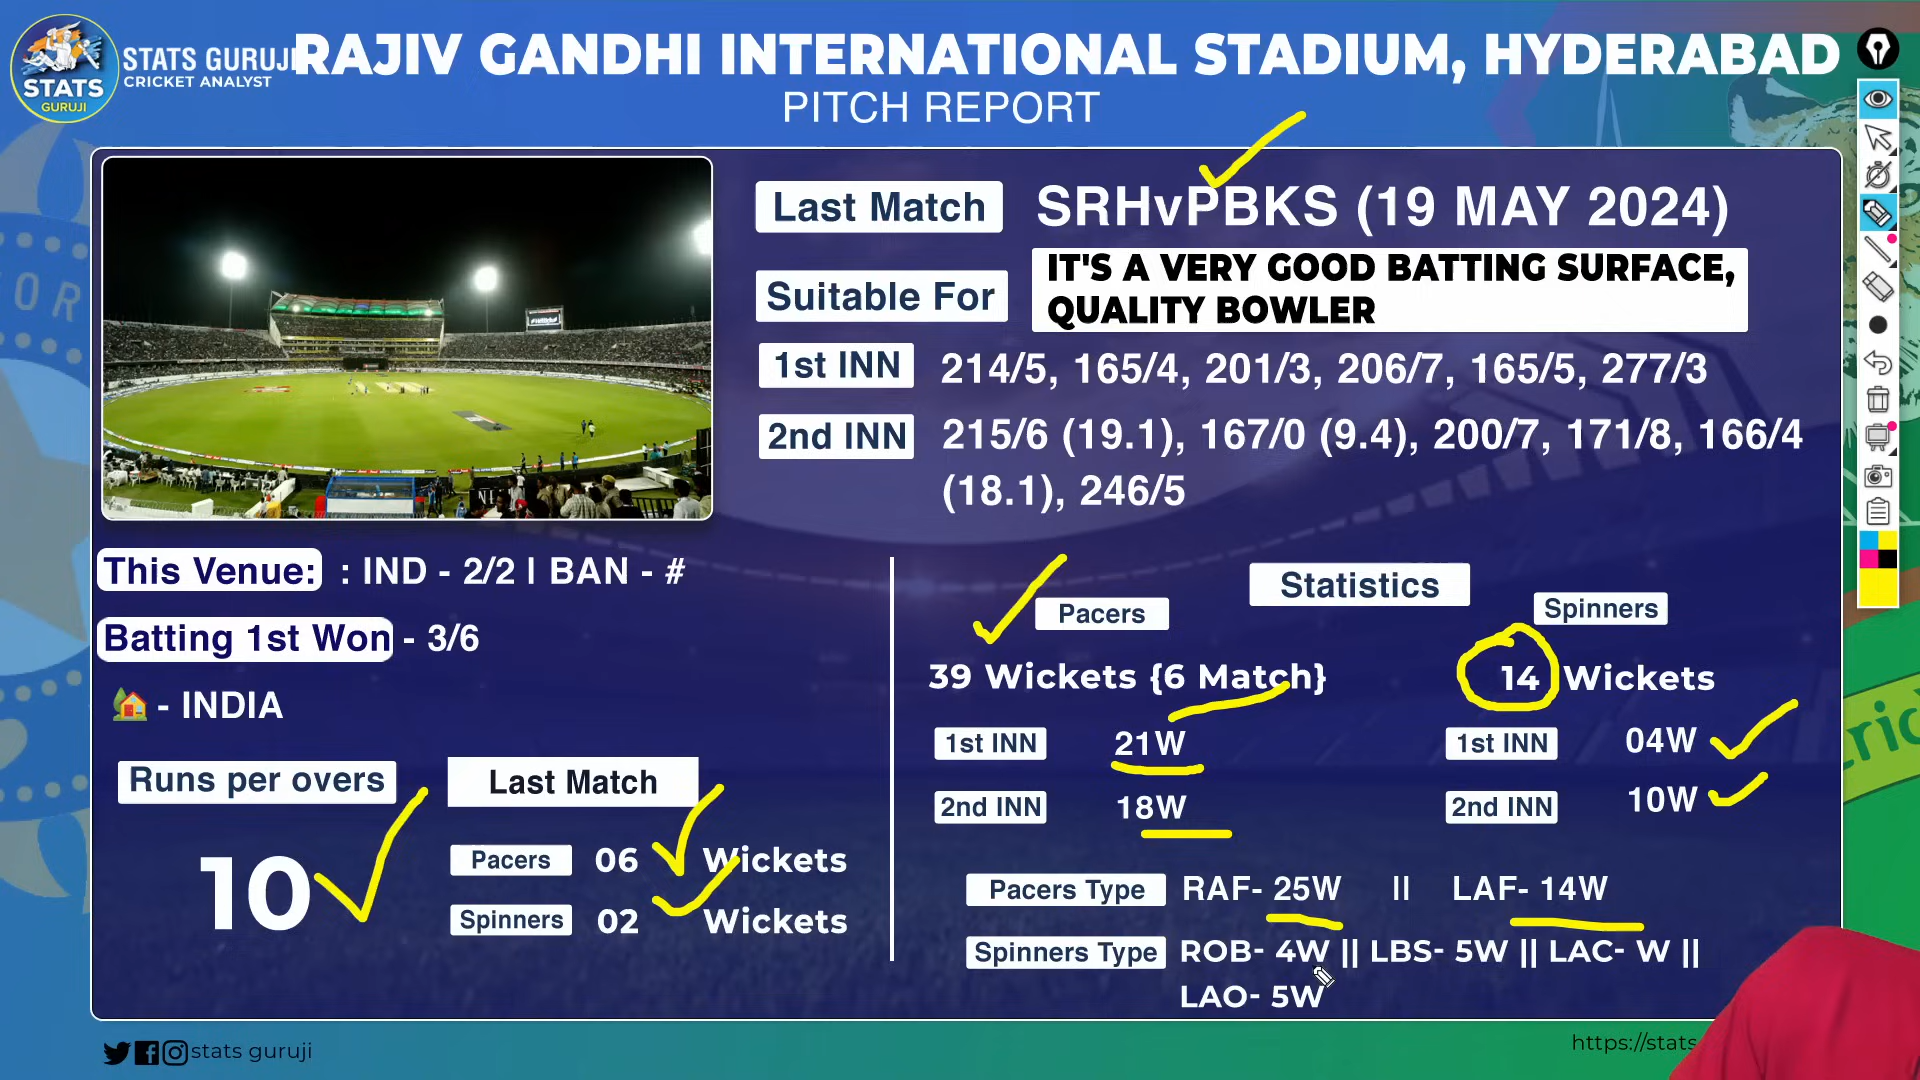 STATS GURUJI
CRICKET ANALYST
STATS
GURUJI
RAJIV GANDHI INTERNATIONAL STADIUM, HYDERABAD
PITCH REPORT
Last Match SRHvPBKS (19 MAY 2024)
Suitable For IT'S A VERY GOOD BATTING SURFACE,
QUALITY BOWLER
1st INN 214/5, 165/4, 201/3, 206/7, 165/5, 277/3
2nd INN 215/6 (19.1), 167/0 (9.4), 200/7, 171/8, 166/4
(18.1), 246/5
This Venue: : IND - 2/2 | BAN - #
Batting 1st Won - 3/6
🏡 - INDIA
Runs per overs
10
Last Match
Pacers 06 Wickets
Spinners 02 Wickets
Statistics
Pacers
39 Wickets {6 Match}
1st INN 21W
2nd INN 18W
Spinners
14 Wickets
1st INN 04W
2nd INN 10W
Pacers Type RAF- 25W || LAF- 14W
Spinners Type ROB- 4W || LBS- 5W || LAC- W ||
LAO- 5W
stats guruji
https://stats